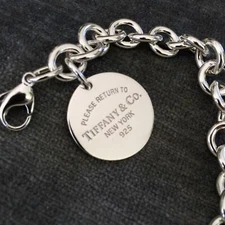 PLEASE RETURN TO
TIFFANY & CO.
NEW YORK
925